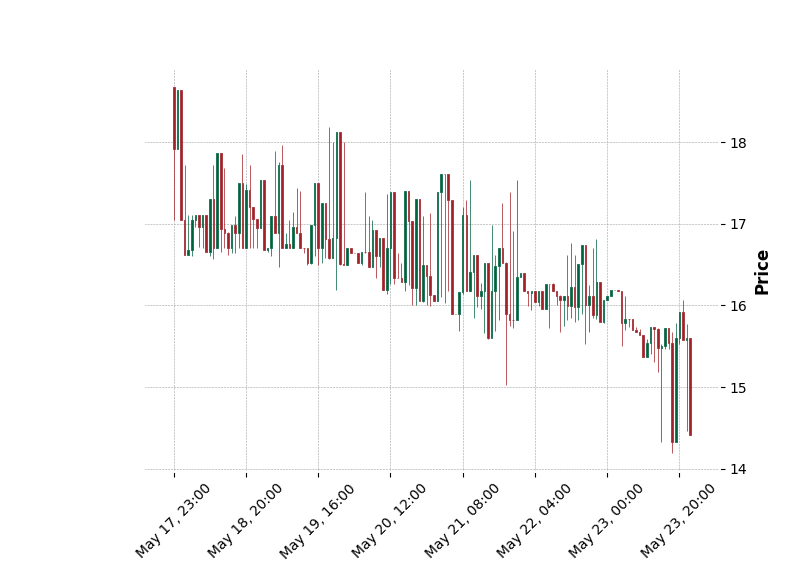 18
17
16
15
14
Price
May 17, 23:00
May 18, 20:00
May 19, 16:00
May 20, 12:00
May 21, 08:00
May 22, 04:00
May 23, 00:00
May 23, 20:00